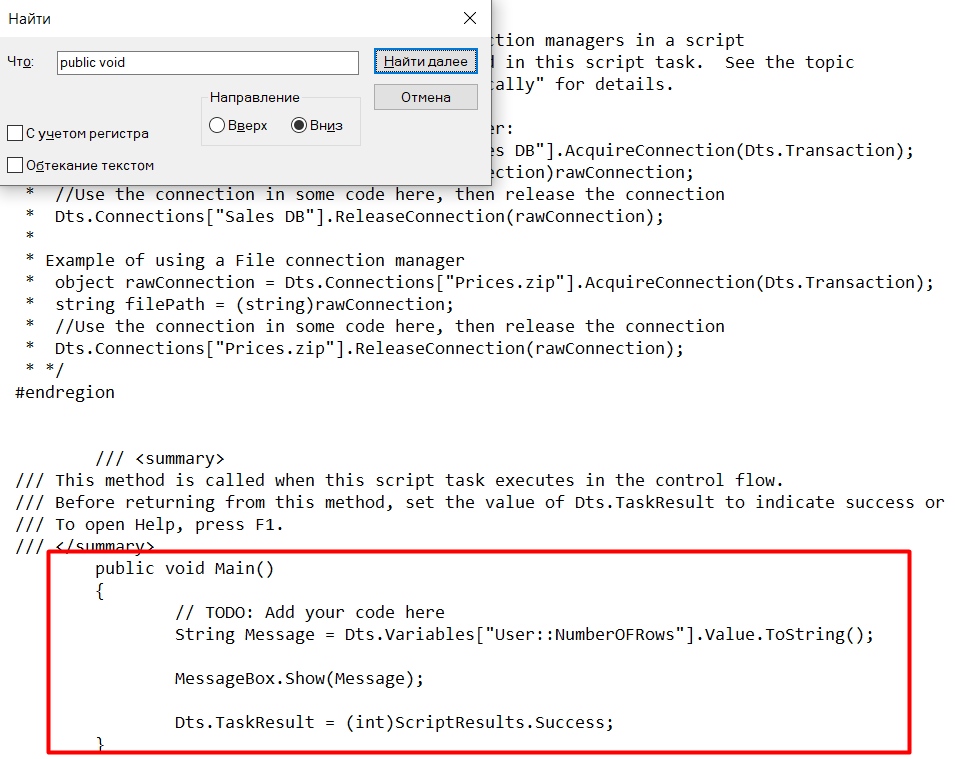 Найти
Что:
public void
Найти далее
Отмена
Направление
Вверх
Вниз
С учетом регистра
Обтекание текстом
ction managers in a script
d in this script task.  See the topic
cally" for details.
er:
es DB"].AcquireConnection(Dts.Transaction);
ection)rawConnection;
 *  //Use the connection in some code here, then release the connection
 *  Dts.Connections["Sales DB"].ReleaseConnection(rawConnection);
 *
 * Example of using a File connection manager
 *  object rawConnection = Dts.Connections["Prices.zip"].AcquireConnection(Dts.Transaction);
 *  string filePath = (string)rawConnection;
 *  //Use the connection in some code here, then release the connection
 *  Dts.Connections["Prices.zip"].ReleaseConnection(rawConnection);
 * */
#endregion
        /// <summary>
/// This method is called when this script task executes in the control flow.
/// Before returning from this method, set the value of Dts.TaskResult to indicate success or
/// To open Help, press F1.
/// </summary>
        public void Main()
        {
                // TODO: Add your code here
                String Message = Dts.Variables["User::NumberOFRows"].Value.ToString();
                MessageBox.Show(Message);
                Dts.TaskResult = (int)ScriptResults.Success;
        }